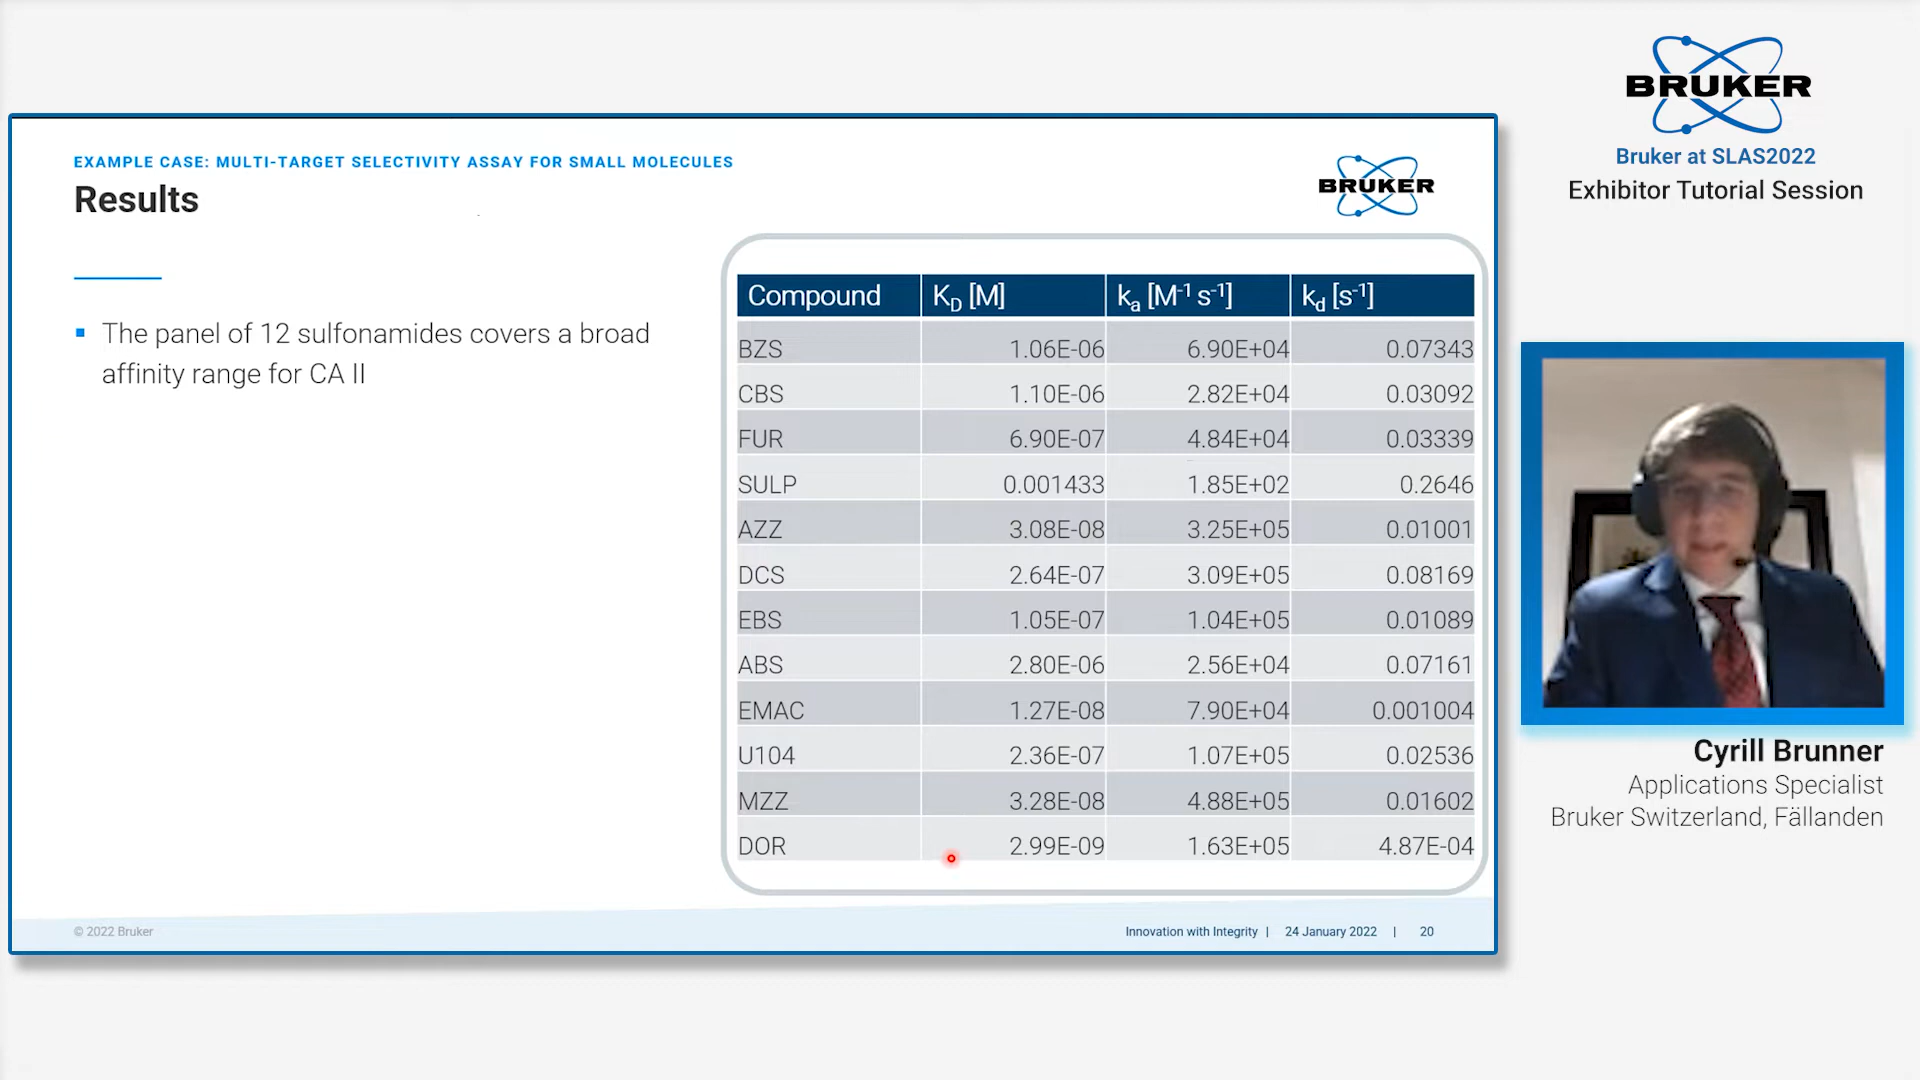 EXAMPLE CASE: MULTI-TARGET SELECTIVITY ASSAY FOR SMALL MOLECULES
Results
BRUKER
The panel of 12 sulfonamides covers a broad
affinity range for CA II
Compound K_D [M] k_a [M⁻¹ s⁻¹] k_d [s⁻¹]
BZS 1.06E-06 6.90E+04 0.07343
CBS 1.10E-06 2.82E+04 0.03092
FUR 6.90E-07 4.84E+04 0.03339
SULP 0.001433 1.85E+02 0.2646
AZZ 3.08E-08 3.25E+05 0.01001
DCS 2.64E-07 3.09E+05 0.08169
EBS 1.05E-07 1.04E+05 0.01089
ABS 2.80E-06 2.56E+04 0.07161
EMAC 1.27E-08 7.90E+04 0.001004
U104 2.36E-07 1.07E+05 0.02536
MZZ 3.28E-08 4.88E+05 0.01602
DOR 2.99E-09 1.63E+05 4.87E-04
© 2022 Bruker
Innovation with Integrity | 24 January 2022 | 20
BRUKER
Bruker at SLAS2022
Exhibitor Tutorial Session
Cyrill Brunner
Applications Specialist
Bruker Switzerland, Fällanden